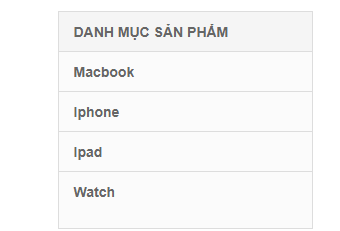 DANH MỤC SẢN PHẨM
Macbook
Iphone
Ipad
Watch